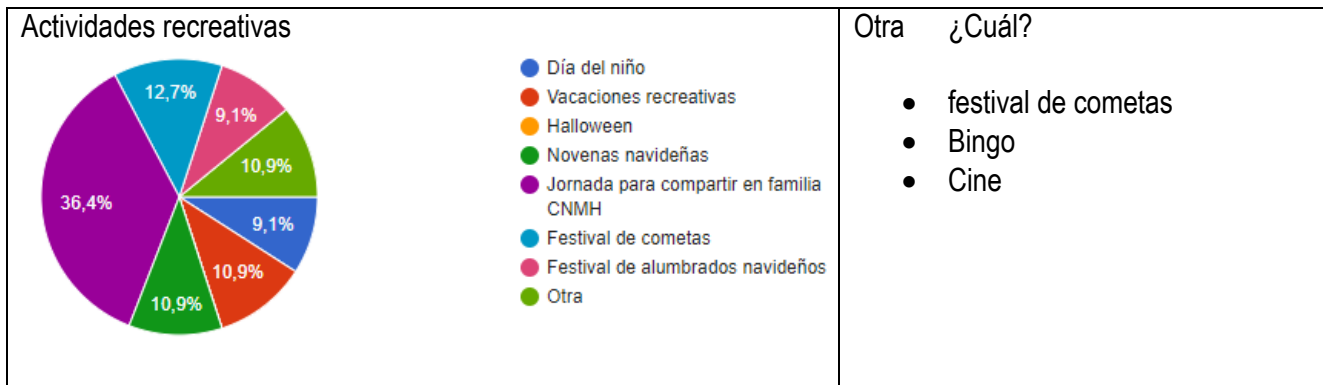 Actividades recreativas
12,7%
9,1%
10,9%
36,4%
9,1%
10,9%
10,9%
Día del niño
Vacaciones recreativas
Halloween
Novenas navideñas
Jornada para compartir en familia
CNMH
Festival de cometas
Festival de alumbrados navideños
Otra
Otra ¿Cuál?
• festival de cometas
• Bingo
• Cine